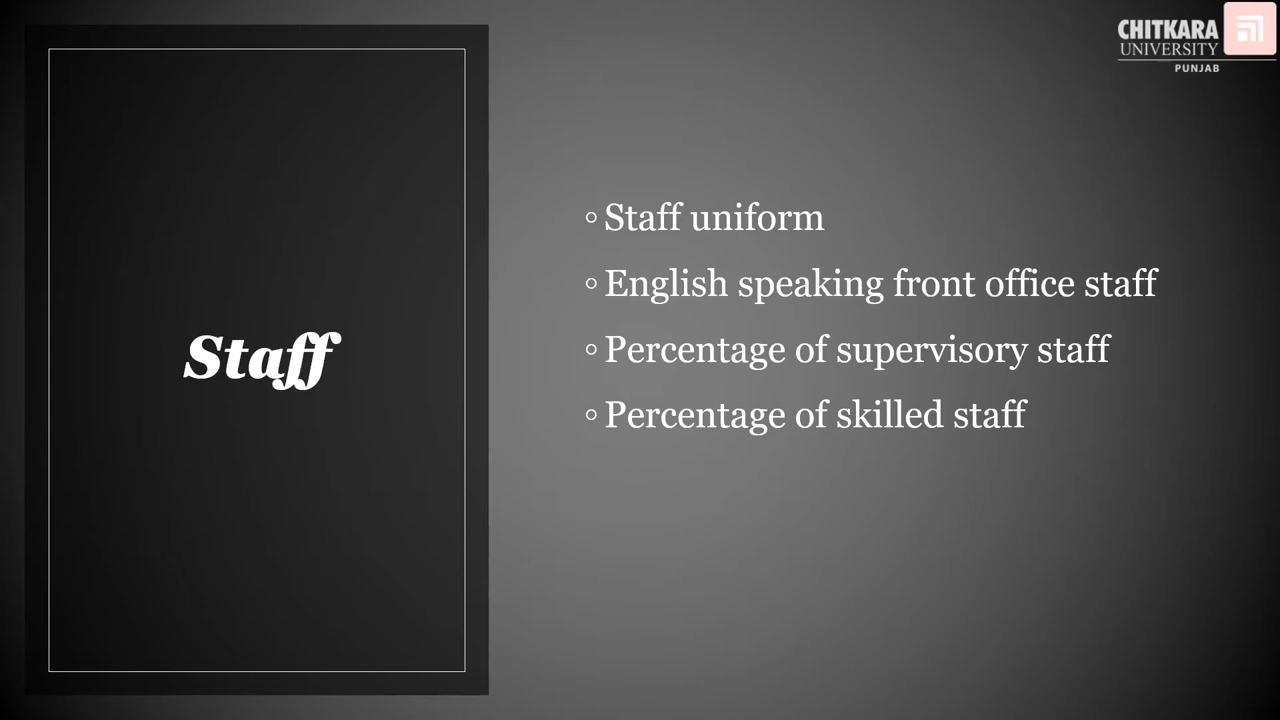 CHITKARA
UNIVERSITY
PUNJAB
Staff
Staff uniform
English speaking front office staff
Percentage of supervisory staff
Percentage of skilled staff